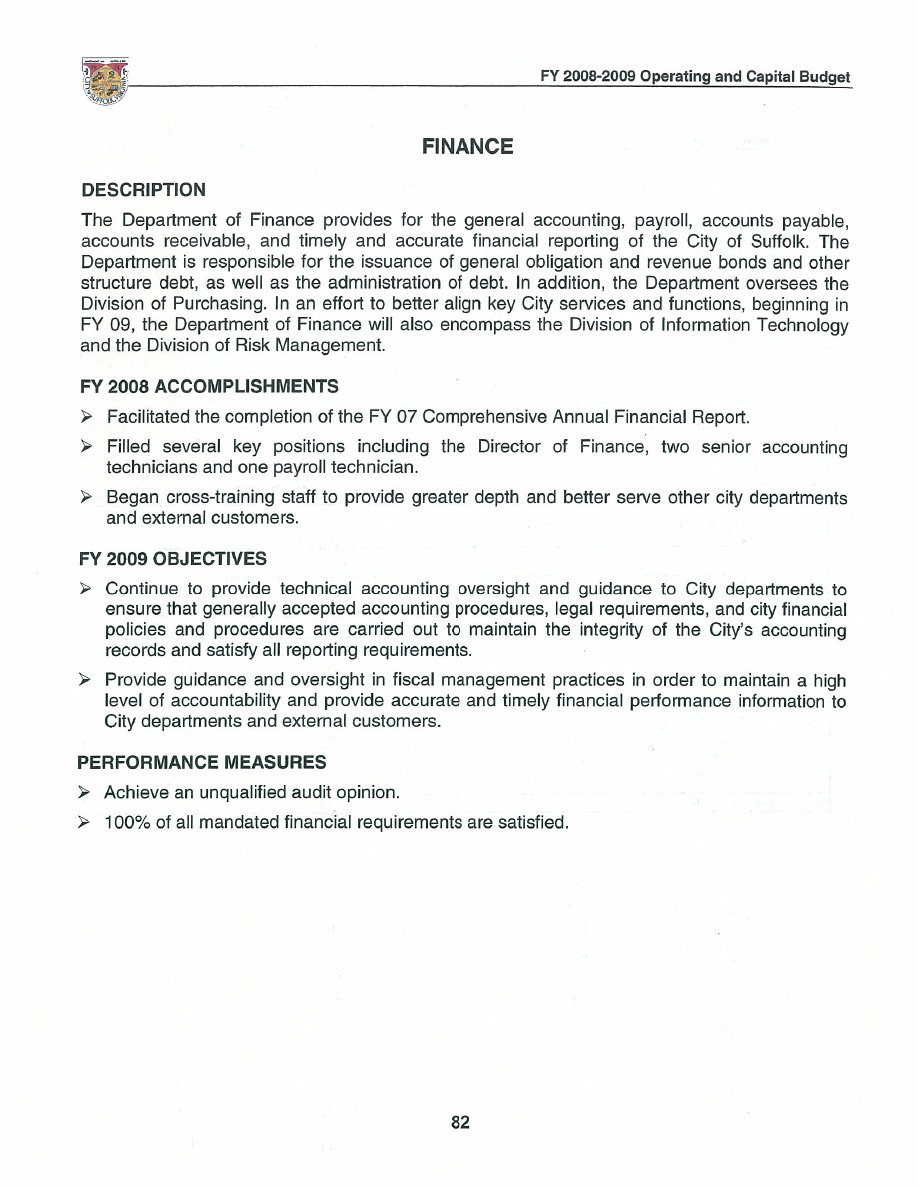 FY 2008-2009 Operating and Capital Budget
FINANCE
DESCRIPTION
The Department of Finance provides for the general accounting, payroll, accounts payable,
accounts receivable, and timely and accurate financial reporting of the City of Suffolk. The
Department is responsible for the issuance of general obligation and revenue bonds and other
structure debt, as well as the administration of debt. In addition, the Department oversees the
Division of Purchasing. In an effort to better align key City services and functions, beginning in
FY 09, the Department of Finance will also encompass the Division of Information Technology
and the Division of Risk Management.
FY 2008 ACCOMPLISHMENTS
➢ Facilitated the completion of the FY 07 Comprehensive Annual Financial Report.
➢ Filled several key positions including the Director of Finance, two senior accounting
technicians and one payroll technician.
➢ Began cross-training staff to provide greater depth and better serve other city departments
and external customers.
FY 2009 OBJECTIVES
➢ Continue to provide technical accounting oversight and guidance to City departments to
ensure that generally accepted accounting procedures, legal requirements, and city financial
policies and procedures are carried out to maintain the integrity of the City's accounting
records and satisfy all reporting requirements.
➢ Provide guidance and oversight in fiscal management practices in order to maintain a high
level of accountability and provide accurate and timely financial performance information to
City departments and external customers.
PERFORMANCE MEASURES
➢ Achieve an unqualified audit opinion.
➢ 100% of all mandated financial requirements are satisfied.
82